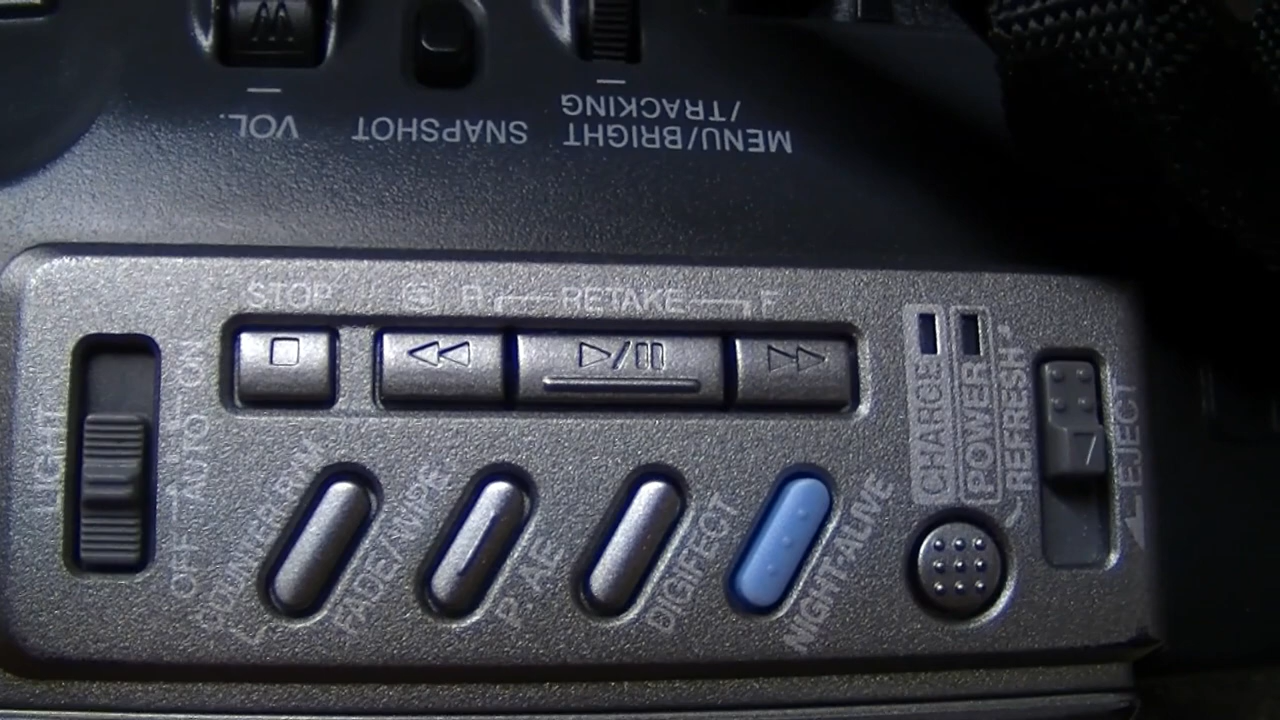 VOL.
SNAPSHOT
MENU/BRIGHT
/TRACKING
STOP
R
RETAKE
F
LIGHT
OFF AUTO ON
FADE/WIPE
P. AE
DIGIFECT
NIGHT-ALIVE
CHARGE
POWER
REFRESH
EJECT